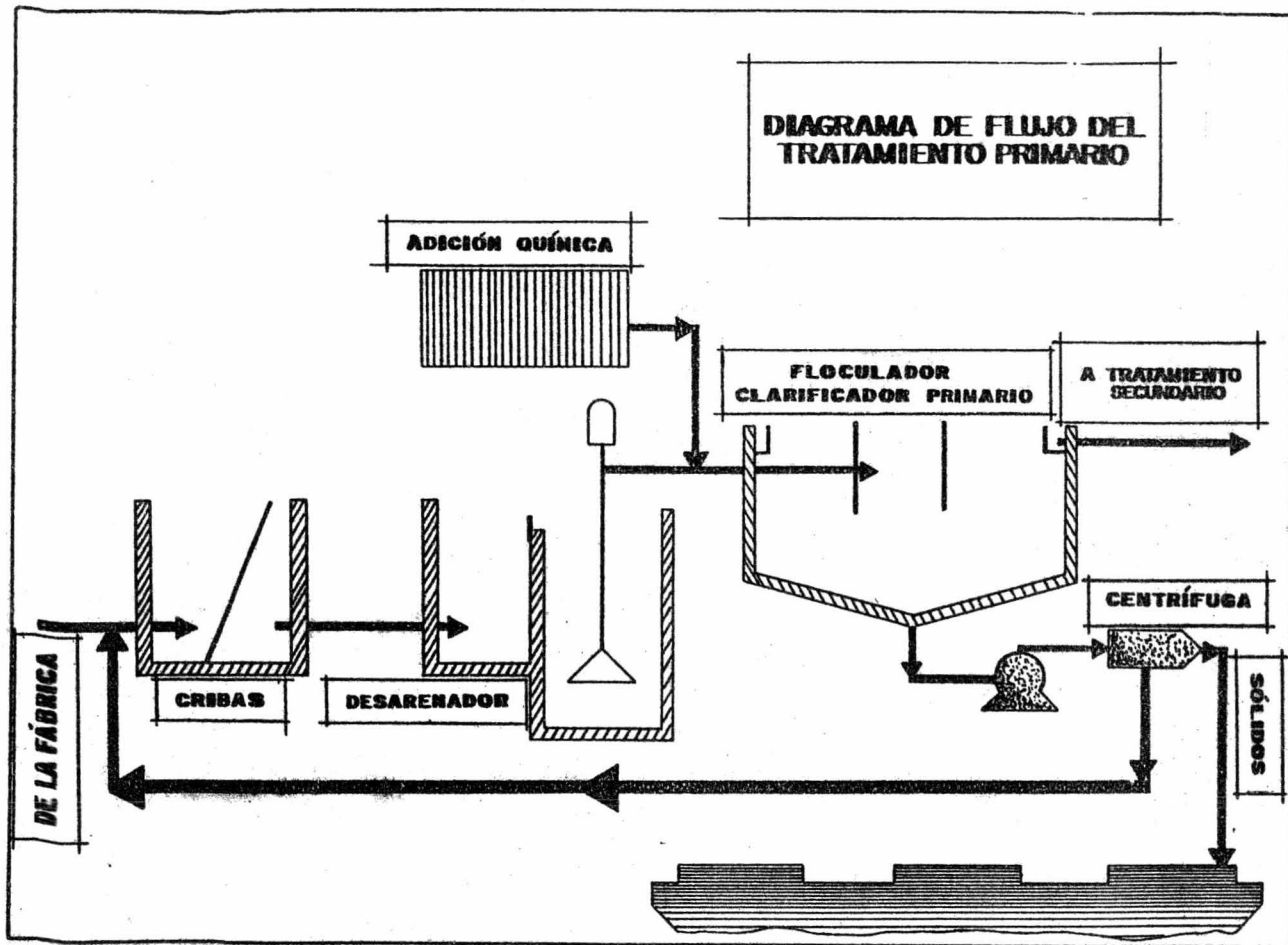 DIAGRAMA DE FLUJO DEL
TRATAMIENTO PRIMARIO
ADICIÓN QUÍMICA
FLOCULADOR
CLARIFICADOR PRIMARIO
A TRATAMIENTO
SECUNDARIO
CENTRÍFUGA
CRIBAS
DESARENADOR
DE LA FÁBRICA
SÓLIDOS